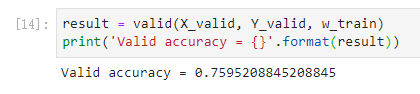 [14]: result = valid(X_valid, Y_valid, w_train)
print('Valid accuracy = {}'.format(result))
Valid accuracy = 0.7595208845208845